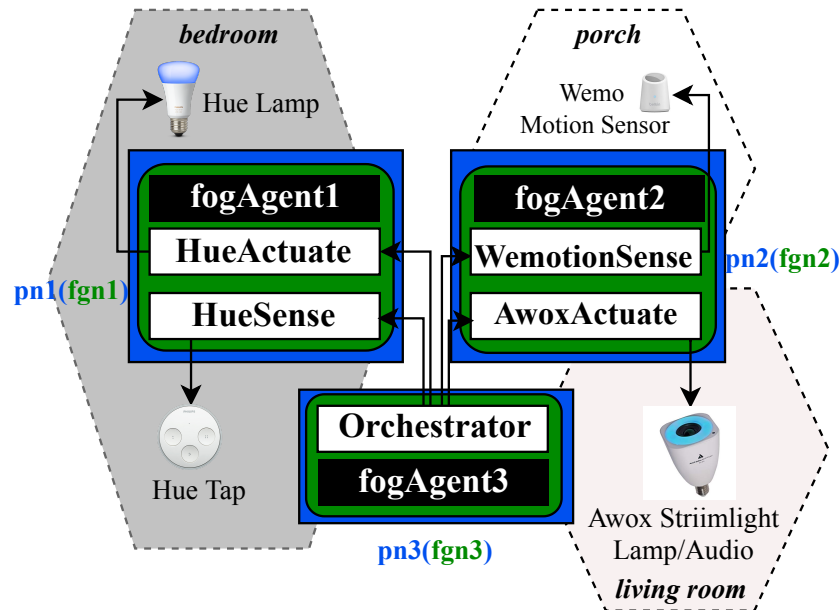 bedroom
porch
Hue Lamp
Wemo
Motion Sensor
fogAgent1
fogAgent2
HueActuate
WemotionSense
pn1(fgn1)
pn2(fgn2)
HueSense
AwoxActuate
Orchestrator
fogAgent3
Hue Tap
Awox Striimlight
Lamp/Audio
pn3(fgn3)
living room